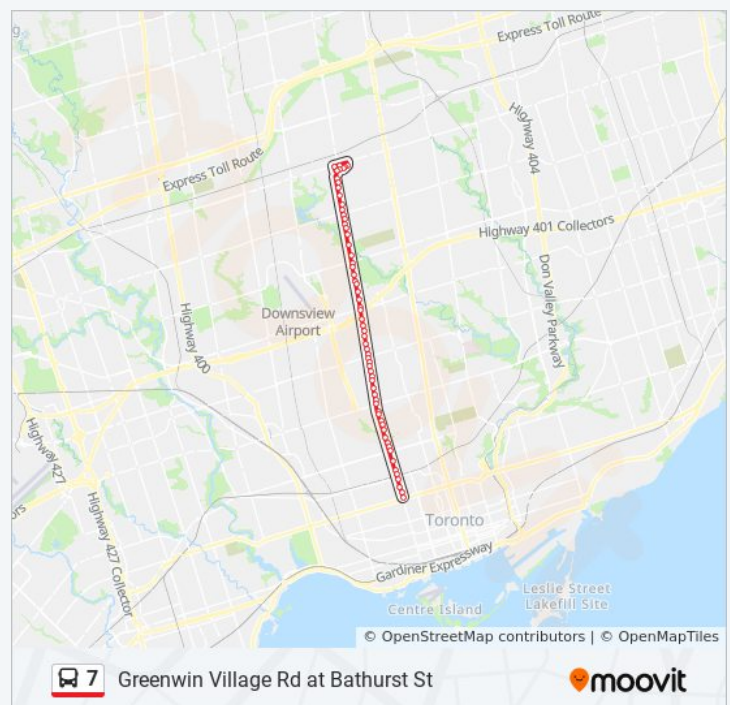 g
Express Toll Route
Highway 404
Express Toll Route
Highway 401 Collectors
Don Valley Parkway
Downsview
Airport
Highway 400
Highway 427
ors
Highway 427 Collector
Toronto
Gardiner Expressway
Leslie Street
Lakefill Site
Centre Island
© OpenStreetMap contributors | © OpenMapTiles
7 Greenwin Village Rd at Bathurst St
moovit